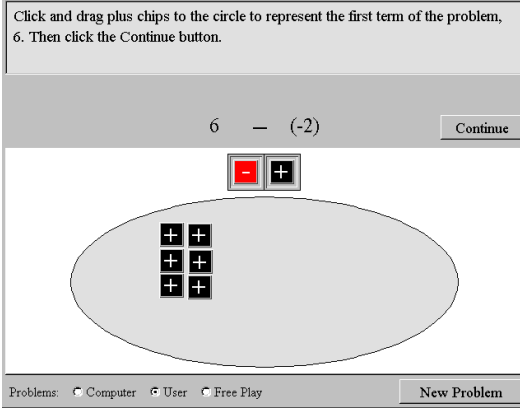 Click and drag plus chips to the circle to represent the first term of the problem,
6. Then click the Continue button.
6 − (-2)
Continue
- +
+ +
+ +
+ +
Problems: Computer User Free Play
New Problem